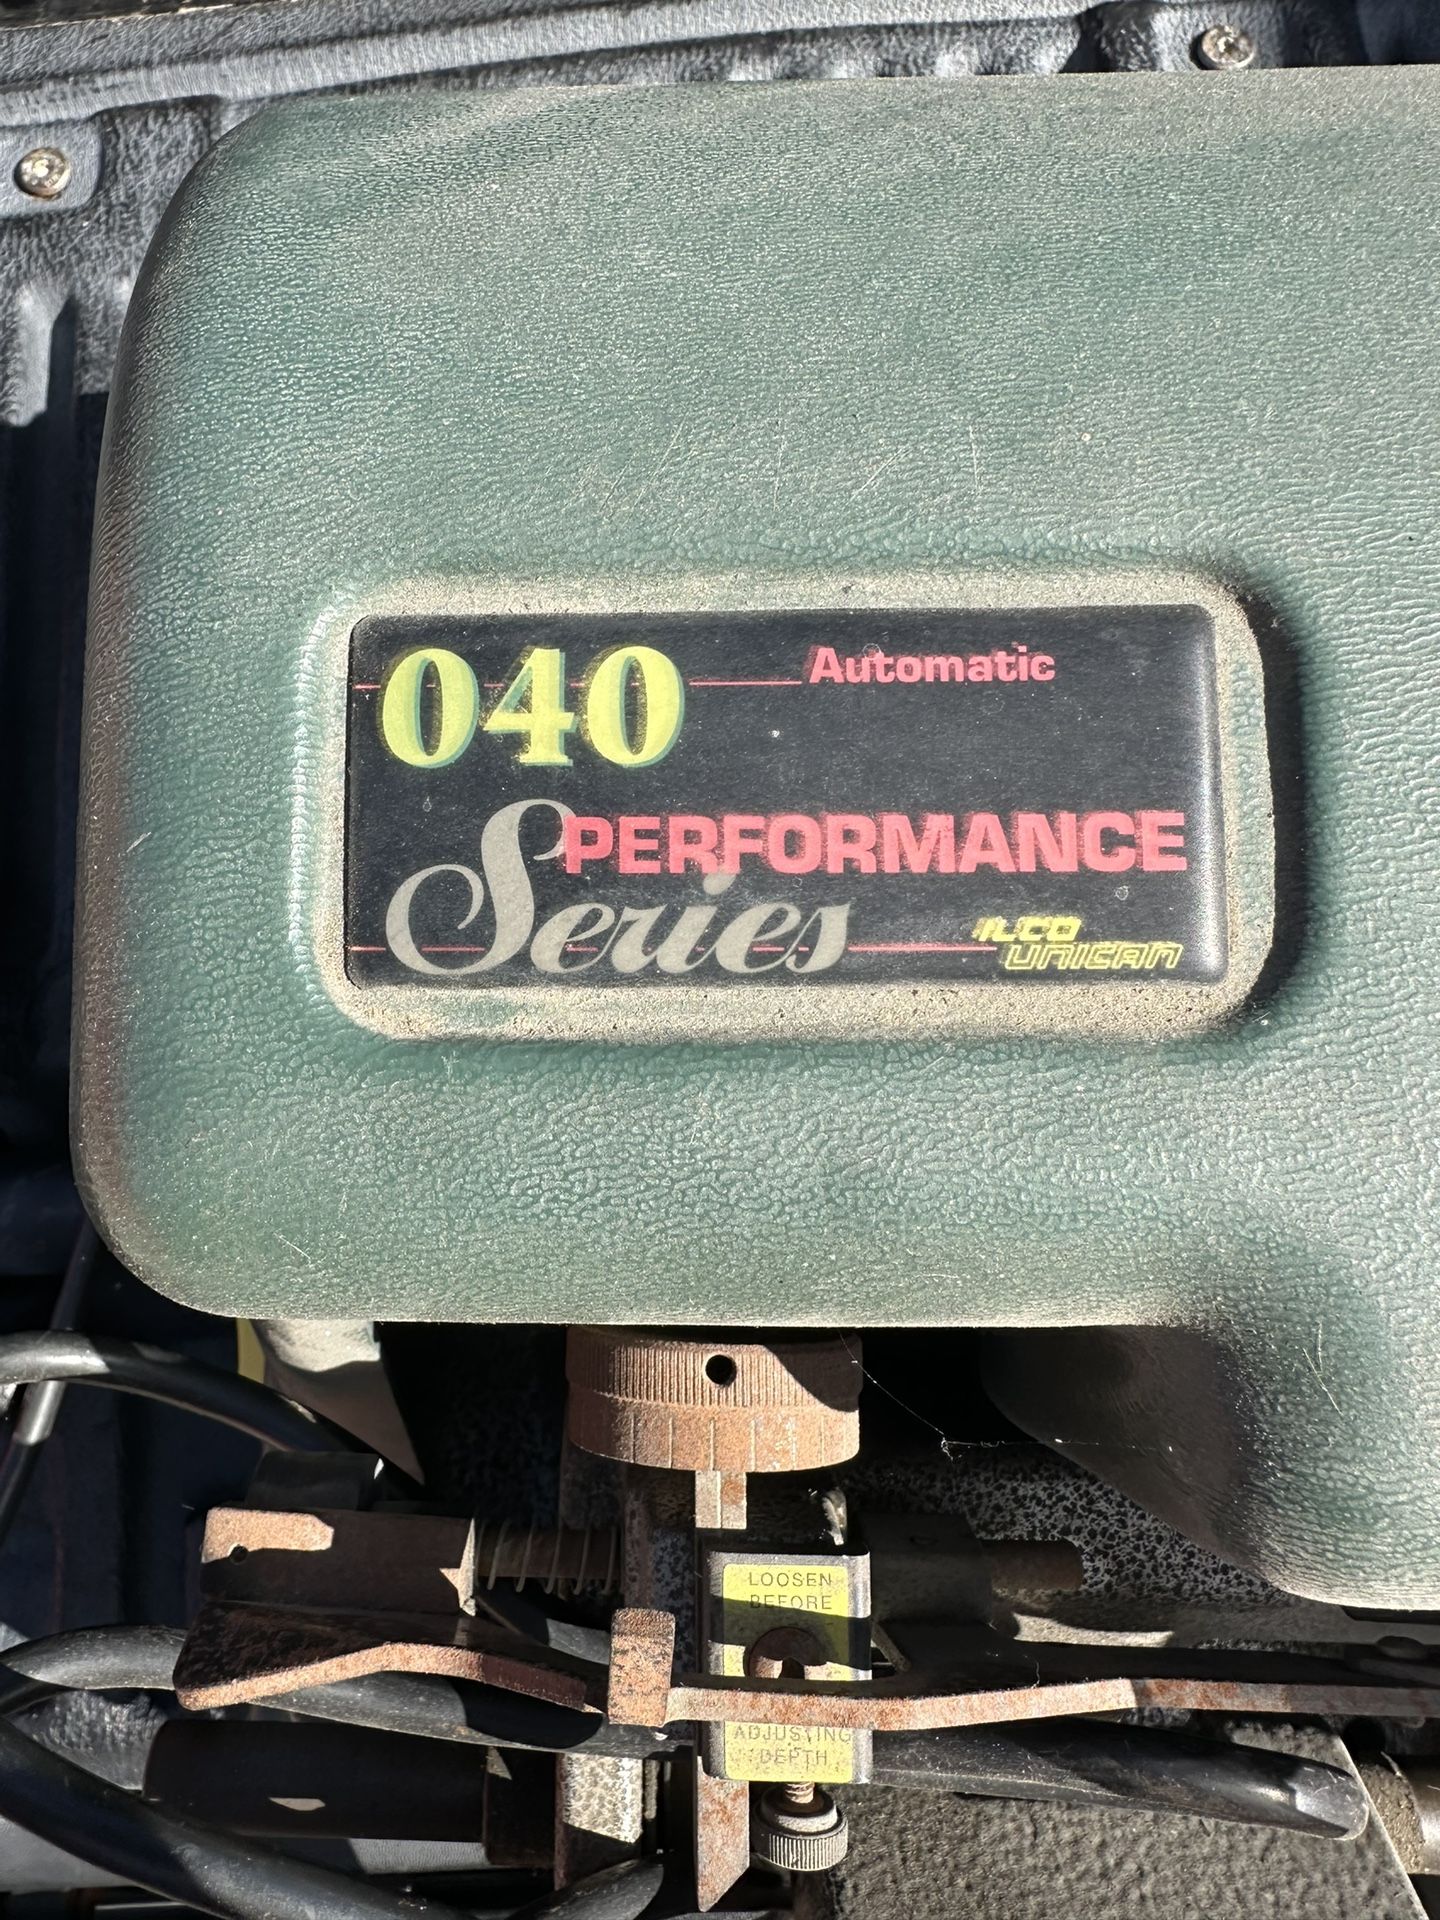 040 Automatic
PERFORMANCE
Series
ILCO
UNICAN
LOOSEN
BEFORE
ADJUSTING
DEPTH